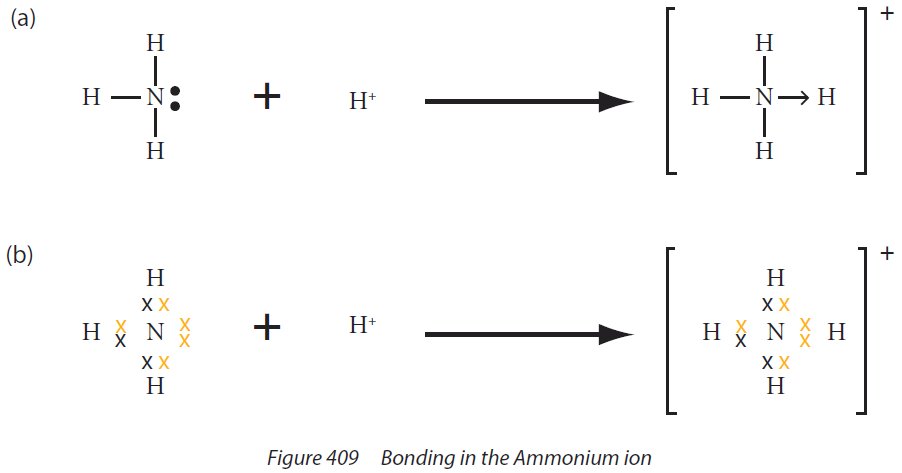 (a)
H H
H N : + H⁺ H N H
H H
+
(b)
H H
x x x x
H x x N x x + H⁺ H x x N x x H
x x x x
H H
+
Figure 409 Bonding in the Ammonium ion